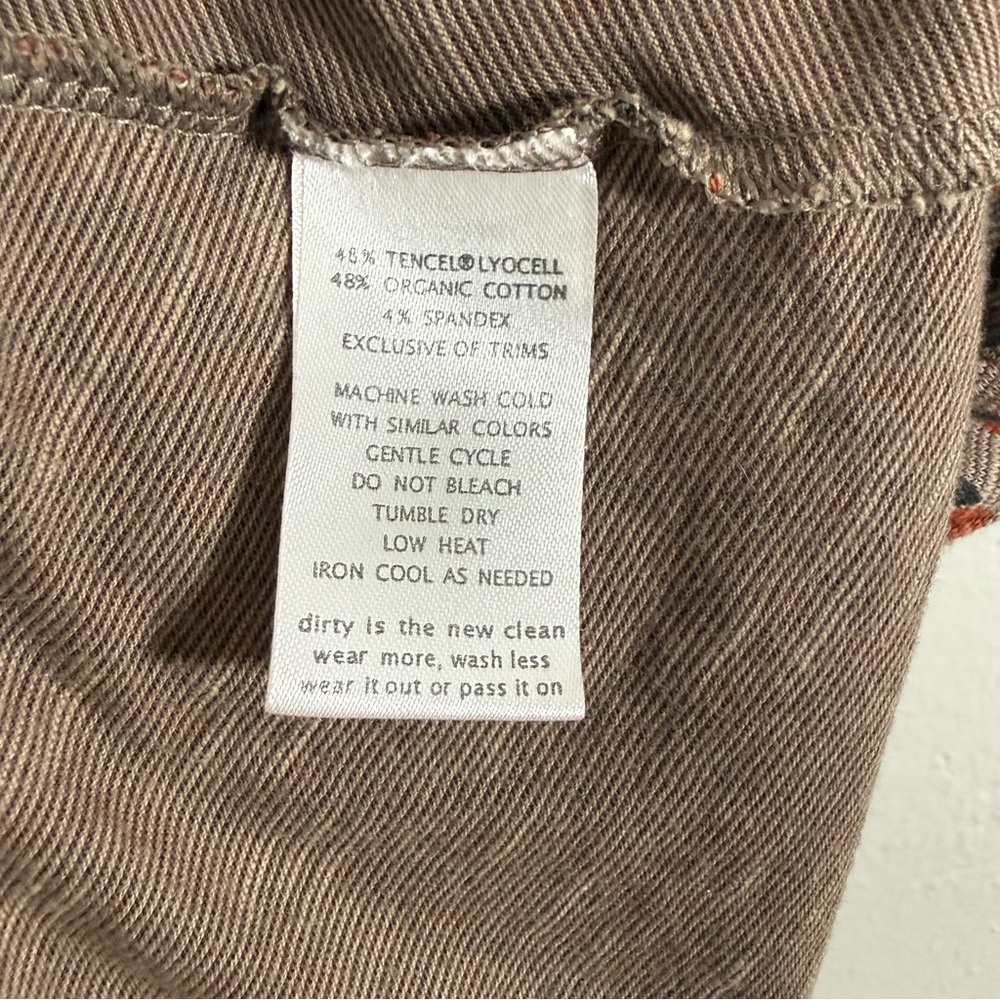 48% TENCEL® LYOCELL
48% ORGANIC COTTON
4% SPANDEX
EXCLUSIVE OF TRIMS
MACHINE WASH COLD
WITH SIMILAR COLORS
GENTLE CYCLE
DO NOT BLEACH
TUMBLE DRY
LOW HEAT
IRON COOL AS NEEDED
dirty is the new clean
wear more, wash less
wear it out or pass it on